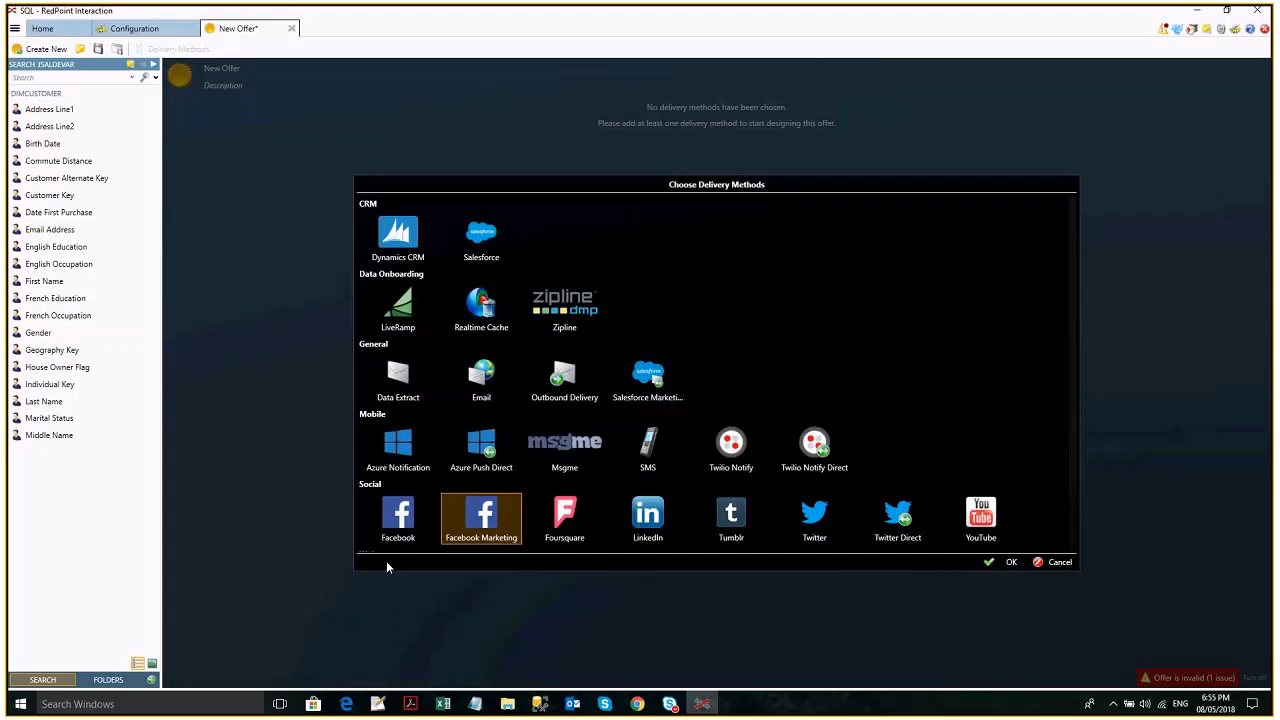 SQL - RedPoint Interaction
Home
Configuration
New Offer*
Create New
Delivery Methods
SEARCH JSALDEVAR
Search
DIMCUSTOMER
Address Line1
Address Line2
Birth Date
Commute Distance
Customer Alternate Key
Customer Key
Date First Purchase
Email Address
English Education
English Occupation
First Name
French Education
French Occupation
Gender
Geography Key
House Owner Flag
Individual Key
Last Name
Marital Status
Middle Name
SEARCH
FOLDERS
New Offer
Description
No delivery methods have been chosen.
Please add at least one delivery method to start designing this offer.
Choose Delivery Methods
CRM
Dynamics CRM
salesforce
Salesforce
Data Onboarding
LiveRamp
Realtime Cache
zipline
dmp
Zipline
General
Data Extract
Email
Outbound Delivery
salesforce
Salesforce Marketi...
Mobile
Azure Notification
Azure Push Direct
msgme
Msgme
SMS
Twilio Notify
Twilio Notify Direct
Social
Facebook
Facebook Marketing
Foursquare
in
LinkedIn
t
Tumblr
Twitter
Twitter Direct
You
Tube
YouTube
OK
Cancel
Offer is invalid (1 issue)
Turn off
Search Windows
ENG
6:55 PM
08/05/2018